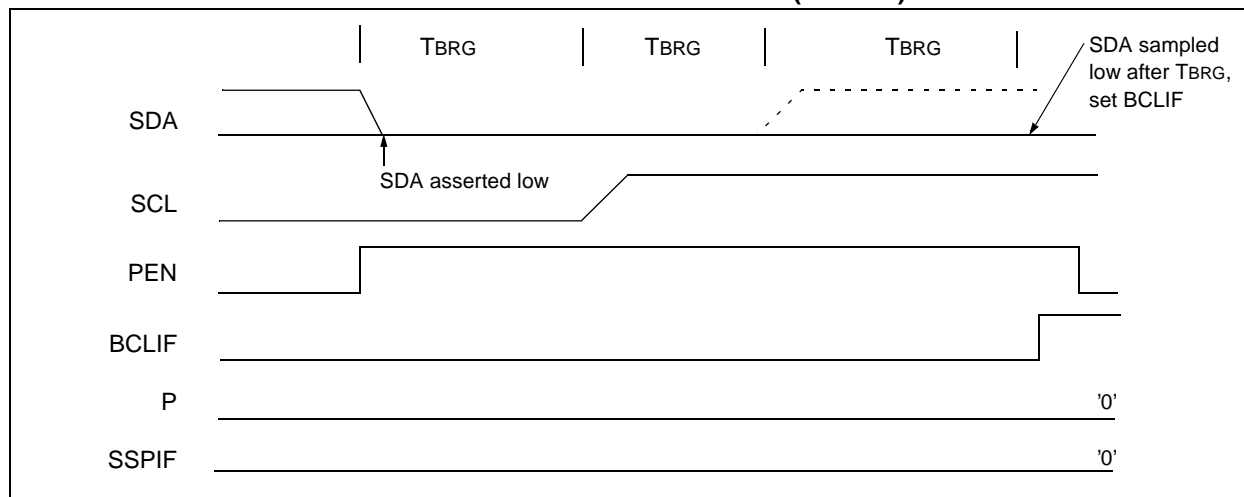 TBRG TBRG TBRG
SDA sampled
low after TBRG,
set BCLIF
SDA
SDA asserted low
SCL
PEN
BCLIF
P '0'
SSPIF '0'